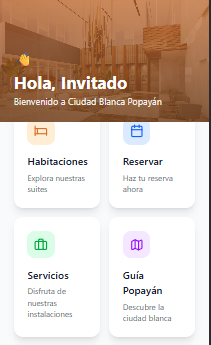 👋
Hola, Invitado
Bienvenido a Ciudad Blanca Popayán
Habitaciones
Explora nuestras
suites
Reservar
Haz tu reserva
ahora
Servicios
Disfruta de
nuestras
instalaciones
Guía
Popayán
Descubre la
ciudad blanca